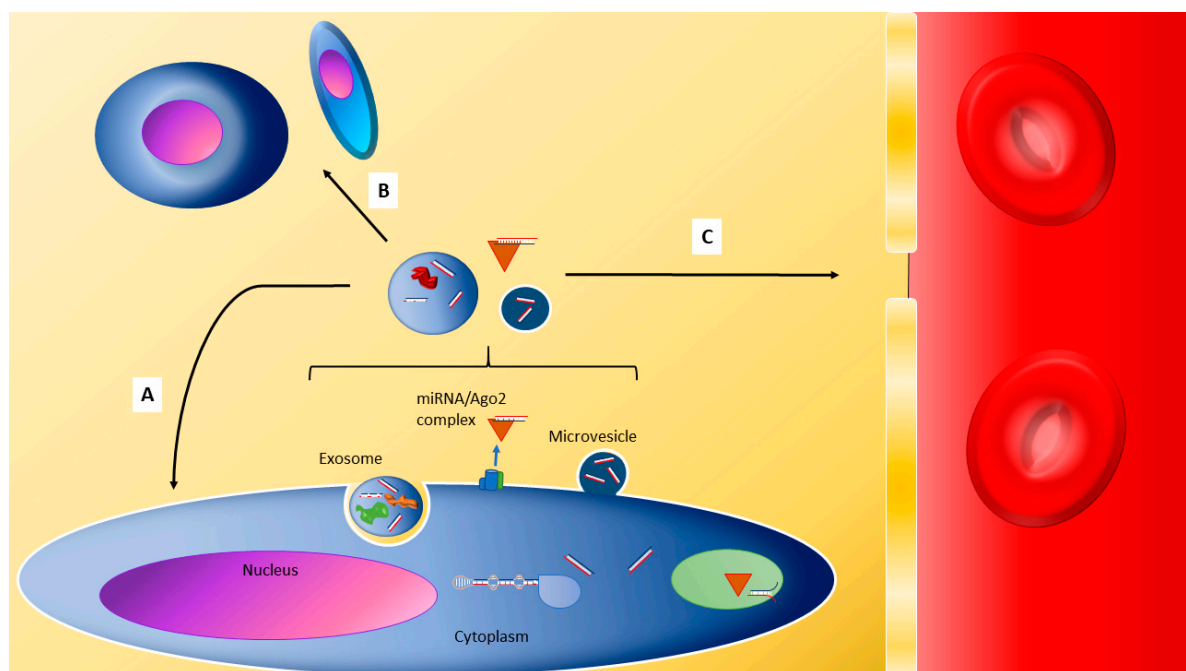 B
C
A
miRNA/Ago2
complex
Microvesicle
Exosome
Nucleus
Cytoplasm